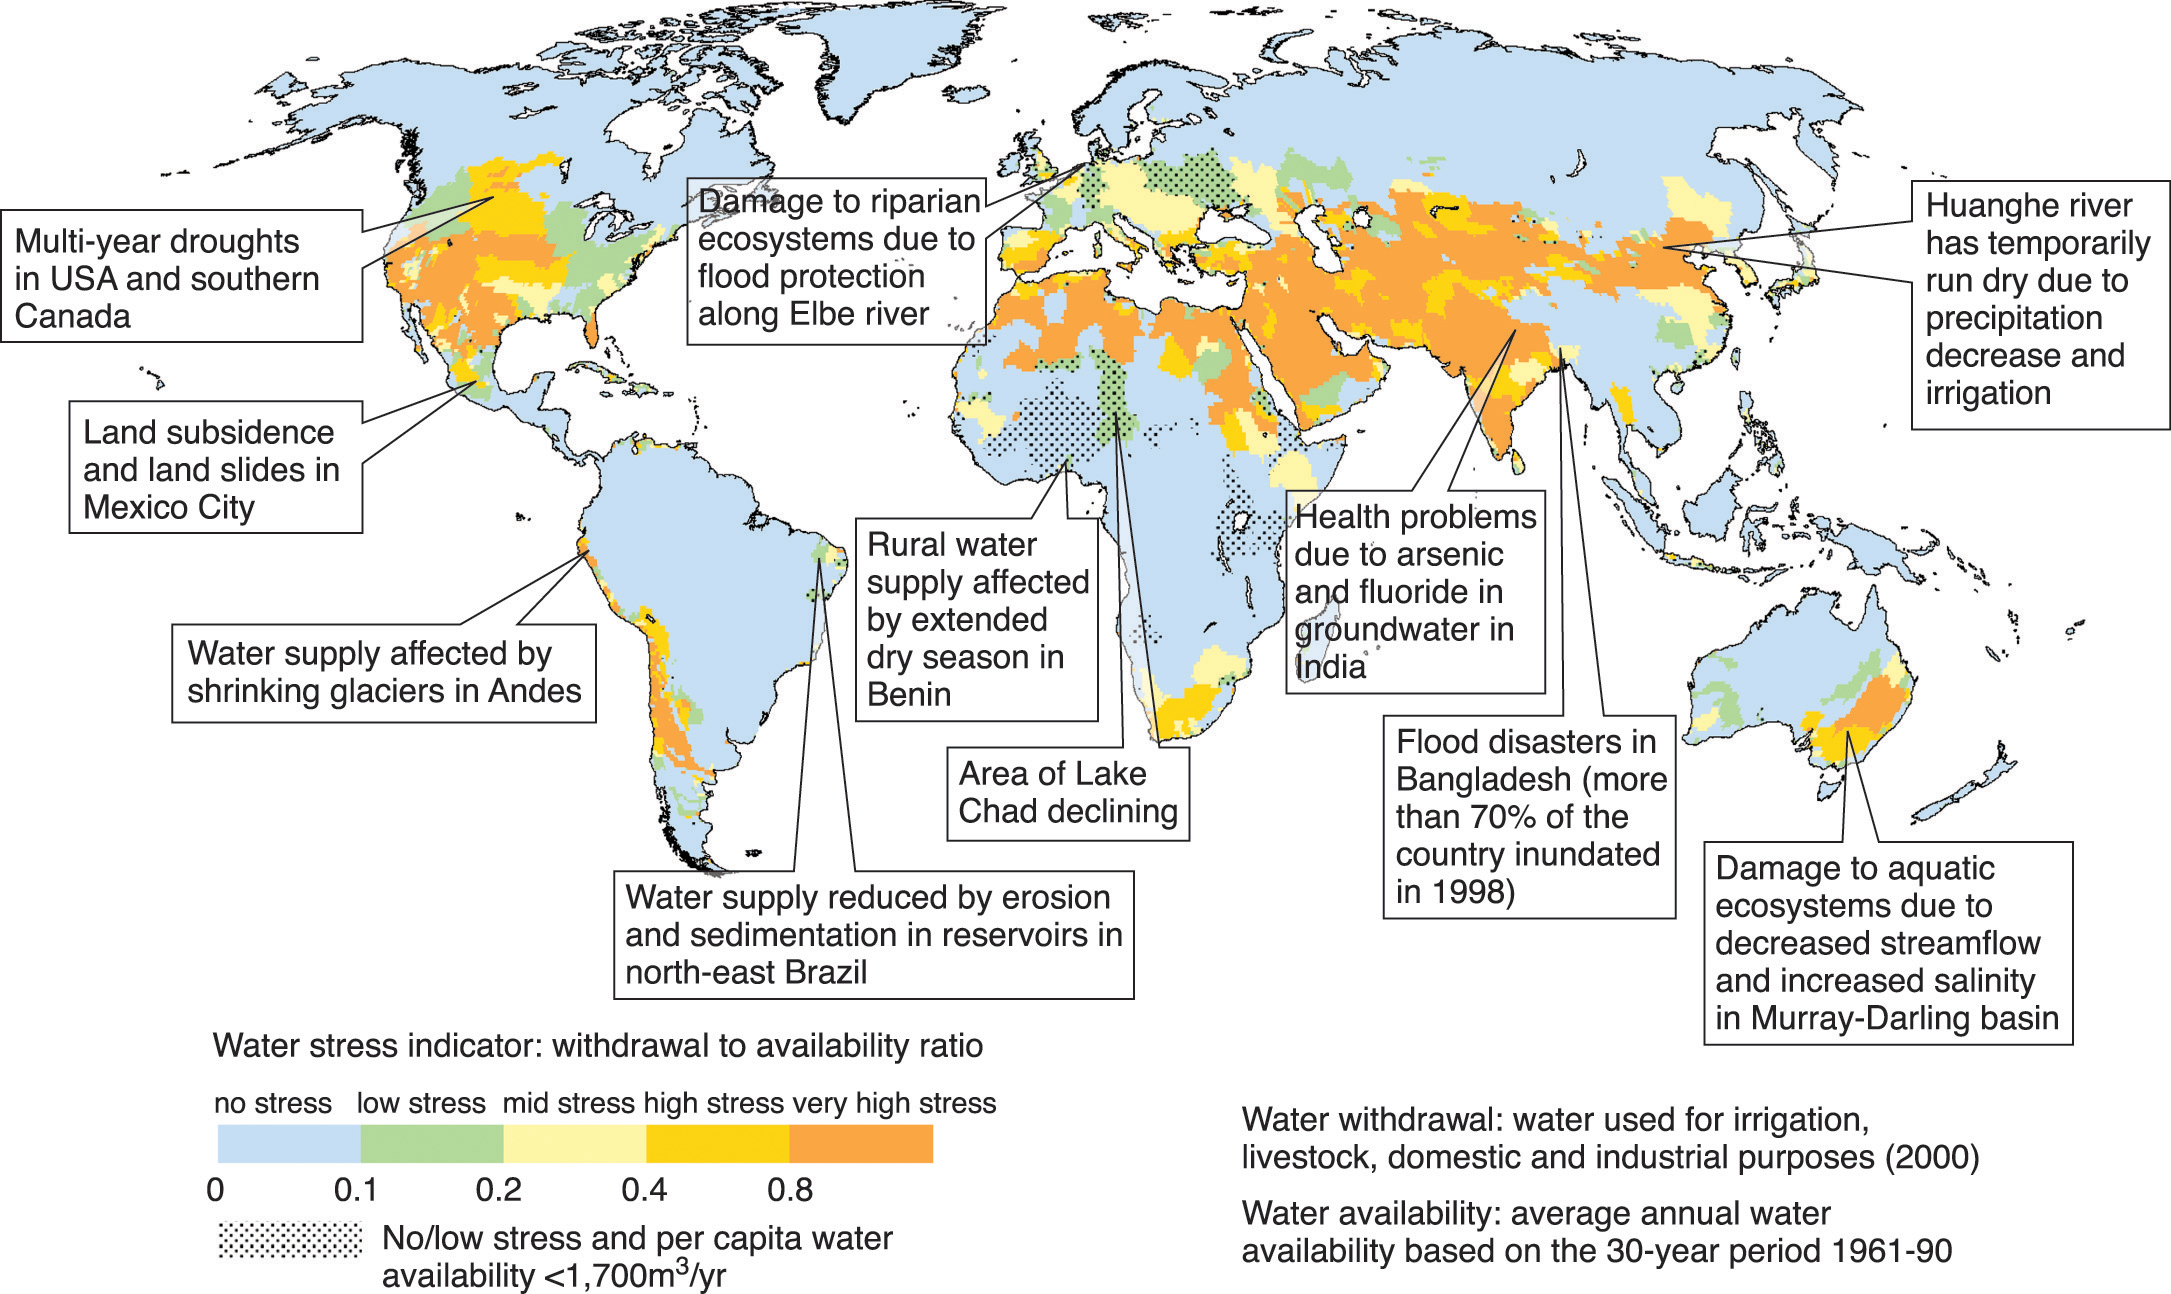 Multi-year droughts
in USA and southern
Canada
Land subsidence
and land slides in
Mexico City
Water supply affected by
shrinking glaciers in Andes
Damage to riparian
ecosystems due to
flood protection
along Elbe river
Rural water
supply affected
by extended
dry season in
Benin
Area of Lake
Chad declining
Water supply reduced by erosion
and sedimentation in reservoirs in
north-east Brazil
Health problems
due to arsenic
and fluoride in
groundwater in
India
Flood disasters in
Bangladesh (more
than 70% of the
country inundated
in 1998)
Huanghe river
has temporarily
run dry due to
precipitation
decrease and
irrigation
Damage to aquatic
ecosystems due to
decreased streamflow
and increased salinity
in Murray-Darling basin
Water stress indicator: withdrawal to availability ratio
no stress low stress mid stress high stress very high stress
0 0.1 0.2 0.4 0.8
No/low stress and per capita water
availability <1,700m³/yr
Water withdrawal: water used for irrigation,
livestock, domestic and industrial purposes (2000)
Water availability: average annual water
availability based on the 30-year period 1961-90